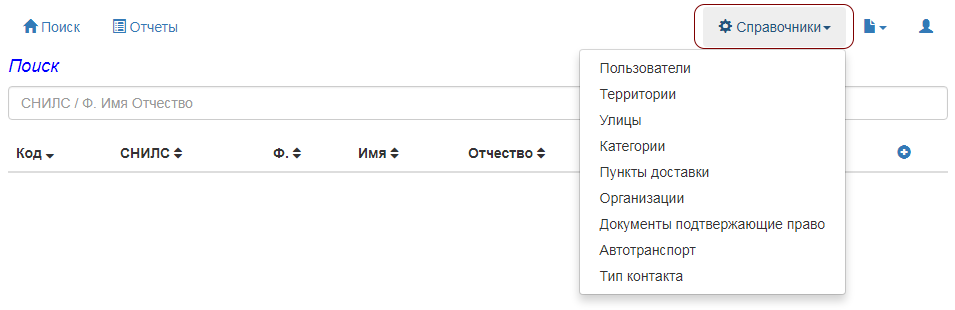 Поиск Отчеты Справочники
Поиск
СНИЛС / Ф. Имя Отчество
Код СНИЛС Ф. Имя Отчество
Пользователи
Территории
Улицы
Категории
Пункты доставки
Организации
Документы подтвержающие право
Автотранспорт
Тип контакта